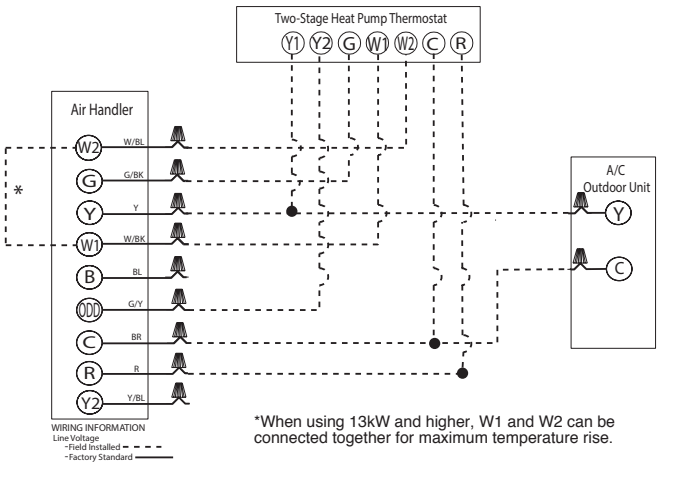 Two-Stage Heat Pump Thermostat
Y1 Y2 G W1 W2 C R
Air Handler
W2 W/BL
G G/BK
*
Y Y
W1 W/BK
B BL
ODD G/Y
C BR
R R
Y2 Y/BL
A/C
Outdoor Unit
Y
C
WIRING INFORMATION
Line Voltage
-Field Installed
-Factory Standard
*When using 13kW and higher, W1 and W2 can be
connected together for maximum temperature rise.